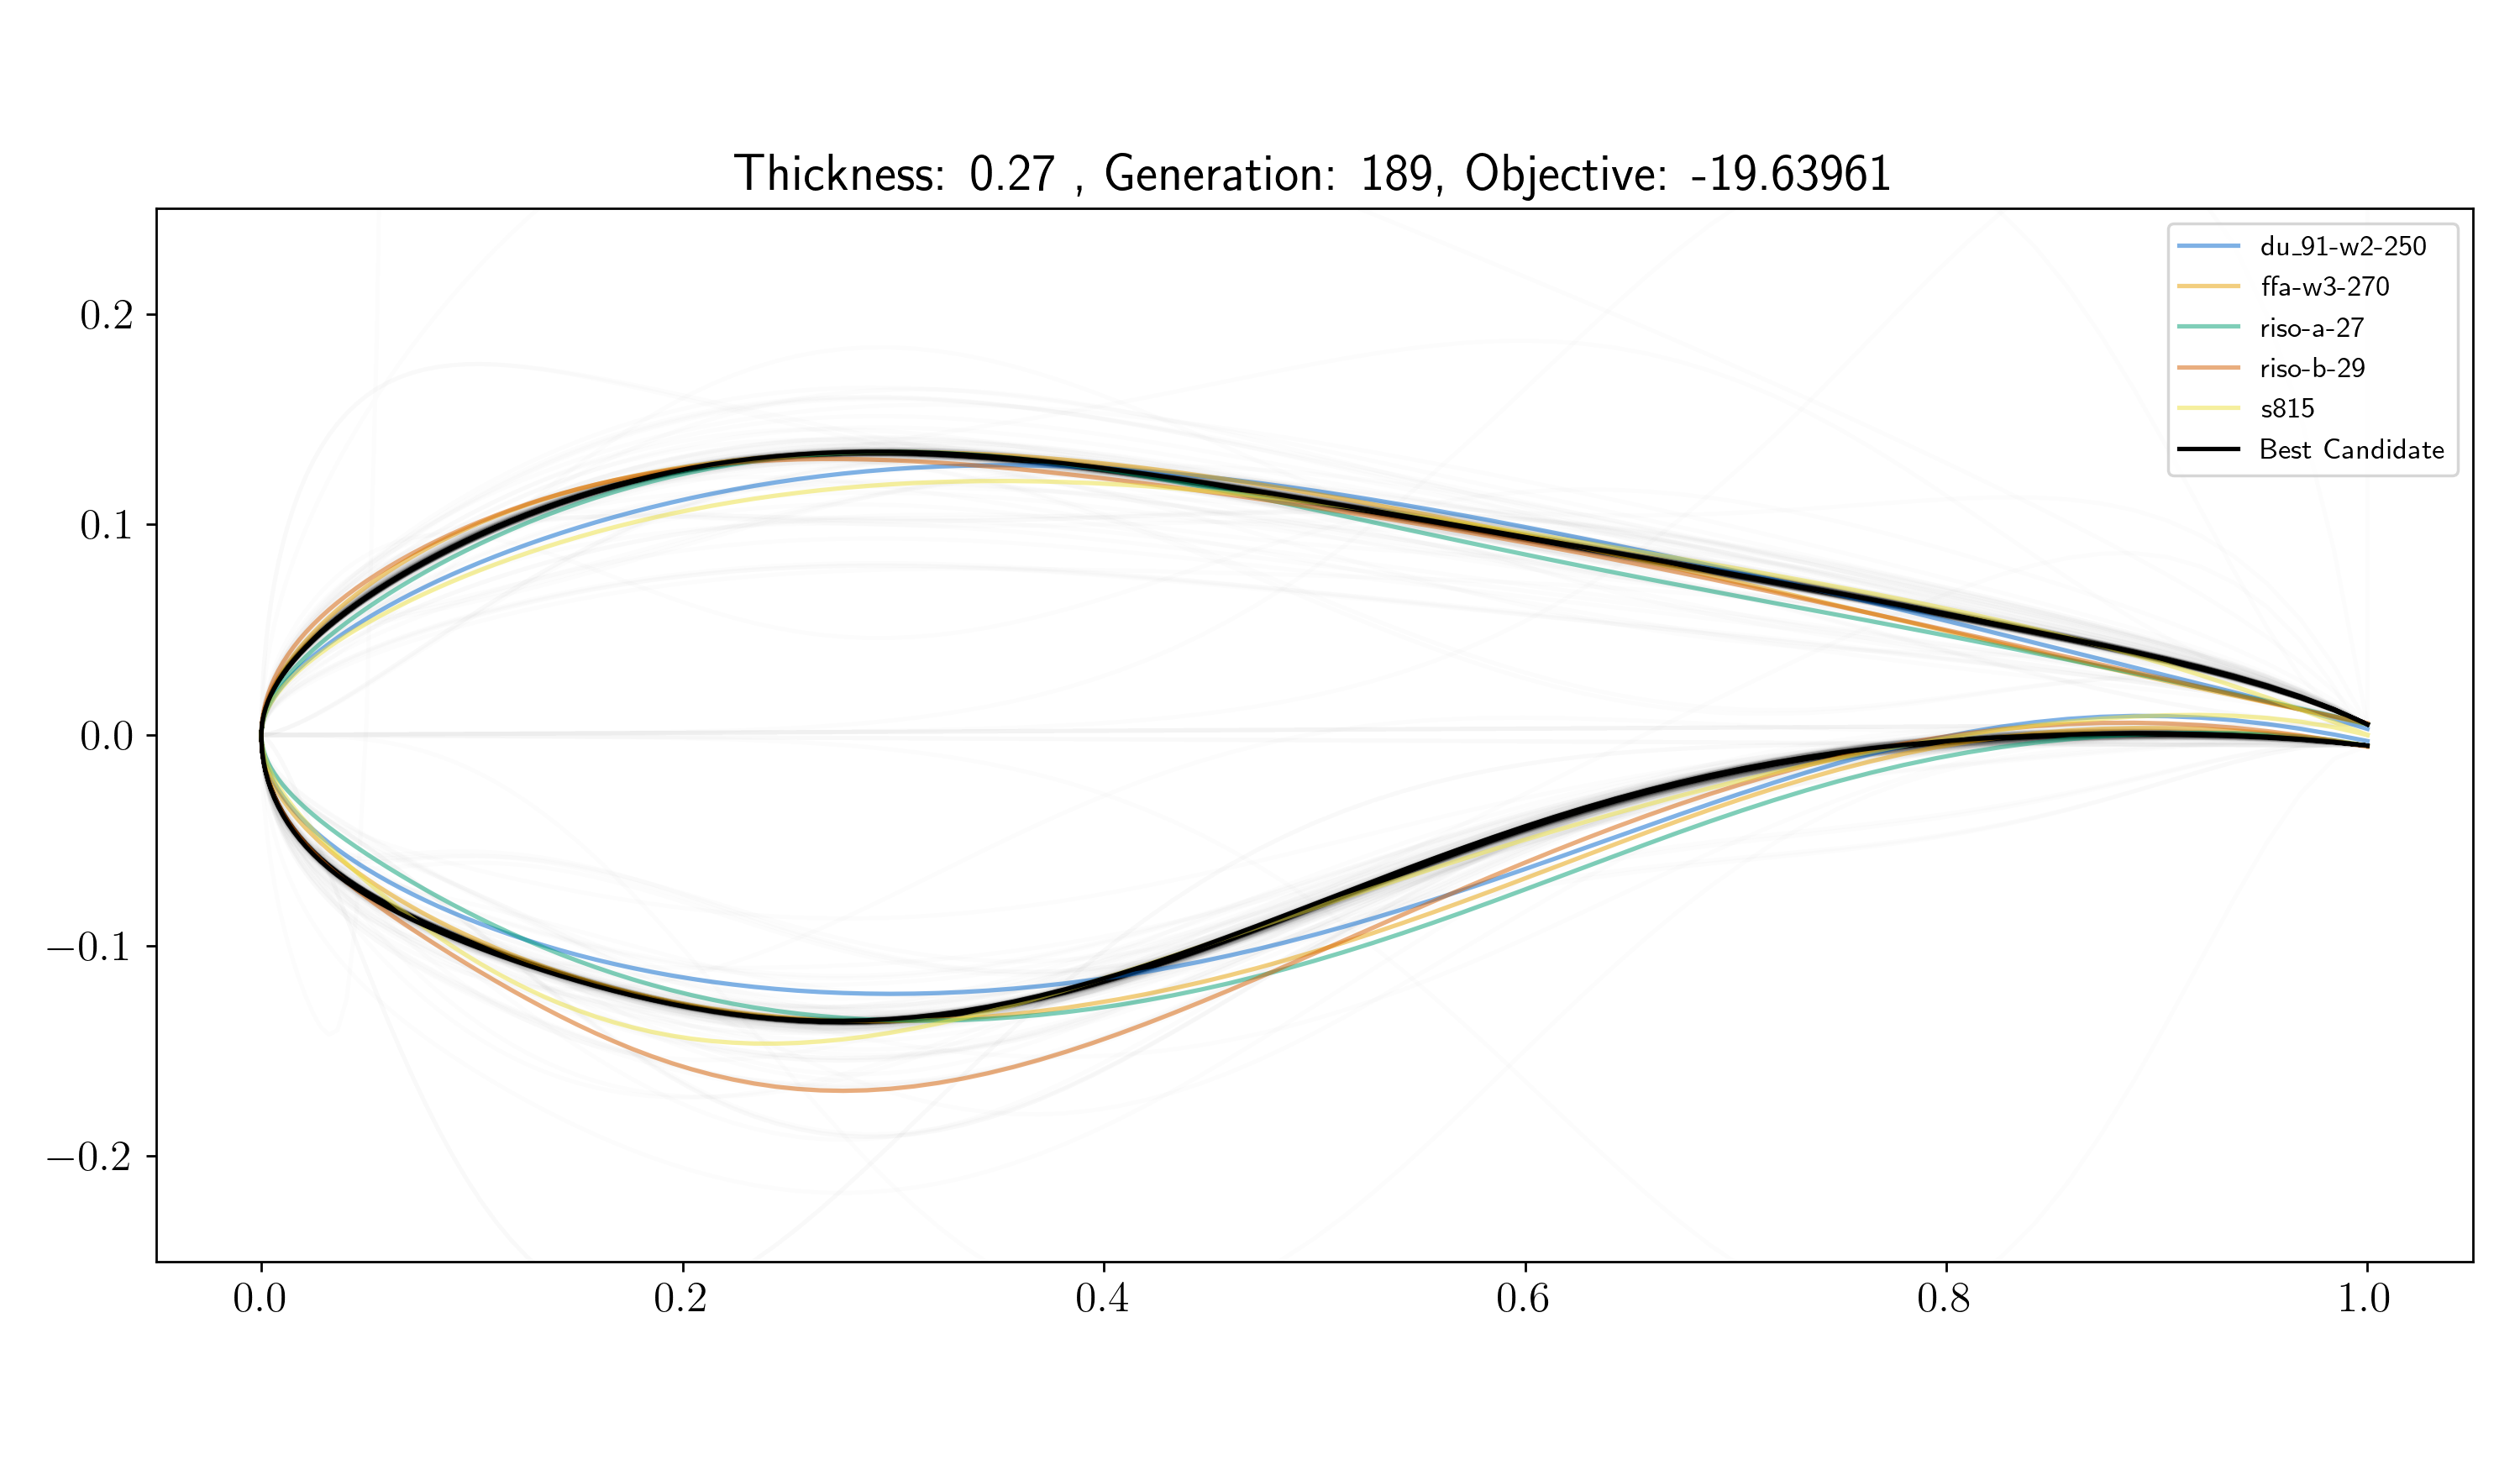 Thickness: 0.27 , Generation: 189, Objective: -19.63961
du_91-w2-250
ffa-w3-270
riso-a-27
riso-b-29
s815
Best Candidate
0.2
0.1
0.0
−0.1
−0.2
0.0 0.2 0.4 0.6 0.8 1.0